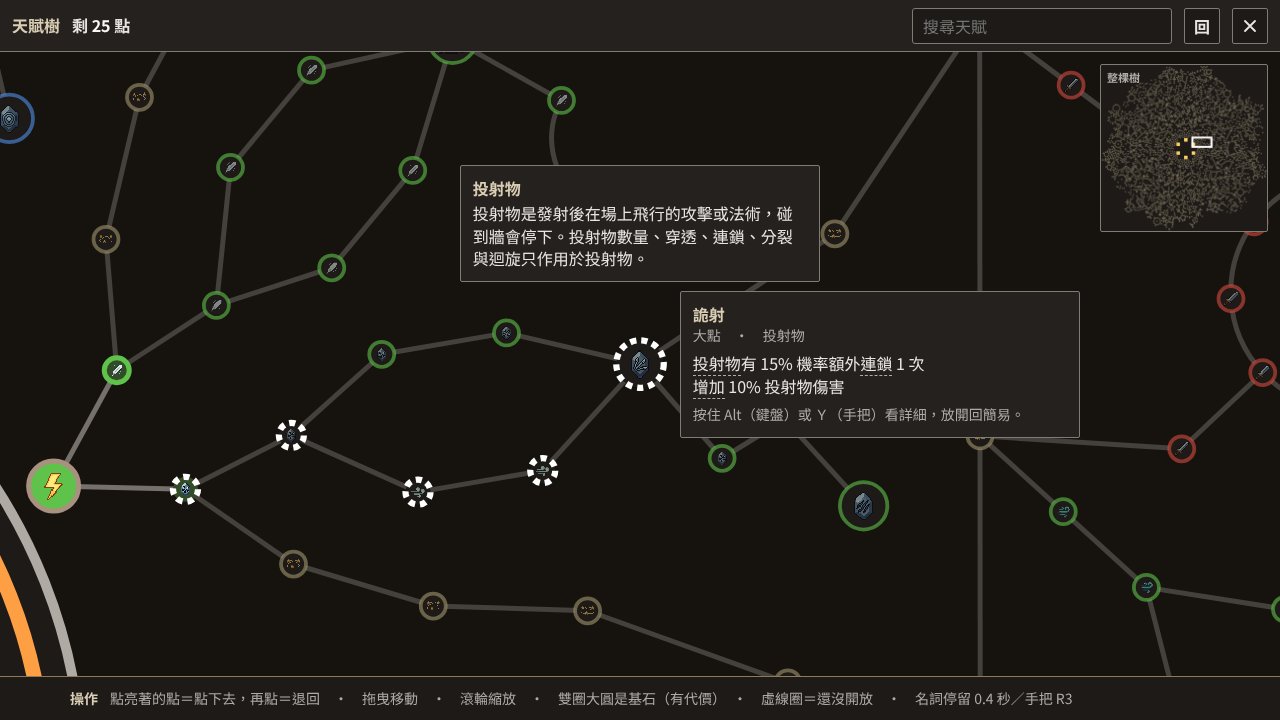 天賦樹 剩 25 點
搜尋天賦
回
整棵樹
投射物
投射物是發射後在場上飛行的攻擊或法術，碰
到牆會停下。投射物數量、穿透、連鎖、分裂
與迴旋只作用於投射物。
詭射
大點 · 投射物
投射物有 15% 機率額外連鎖 1 次
增加 10% 投射物傷害
按住 Alt（鍵盤）或 Y（手把）看詳細，放開回簡易。
操作 點亮著的點＝點下去，再點＝退回 · 拖曳移動 · 滾輪縮放 · 雙圈大圓是基石（有代價） · 虛線圈＝還沒開放 · 名詞停留 0.4 秒／手把 R3